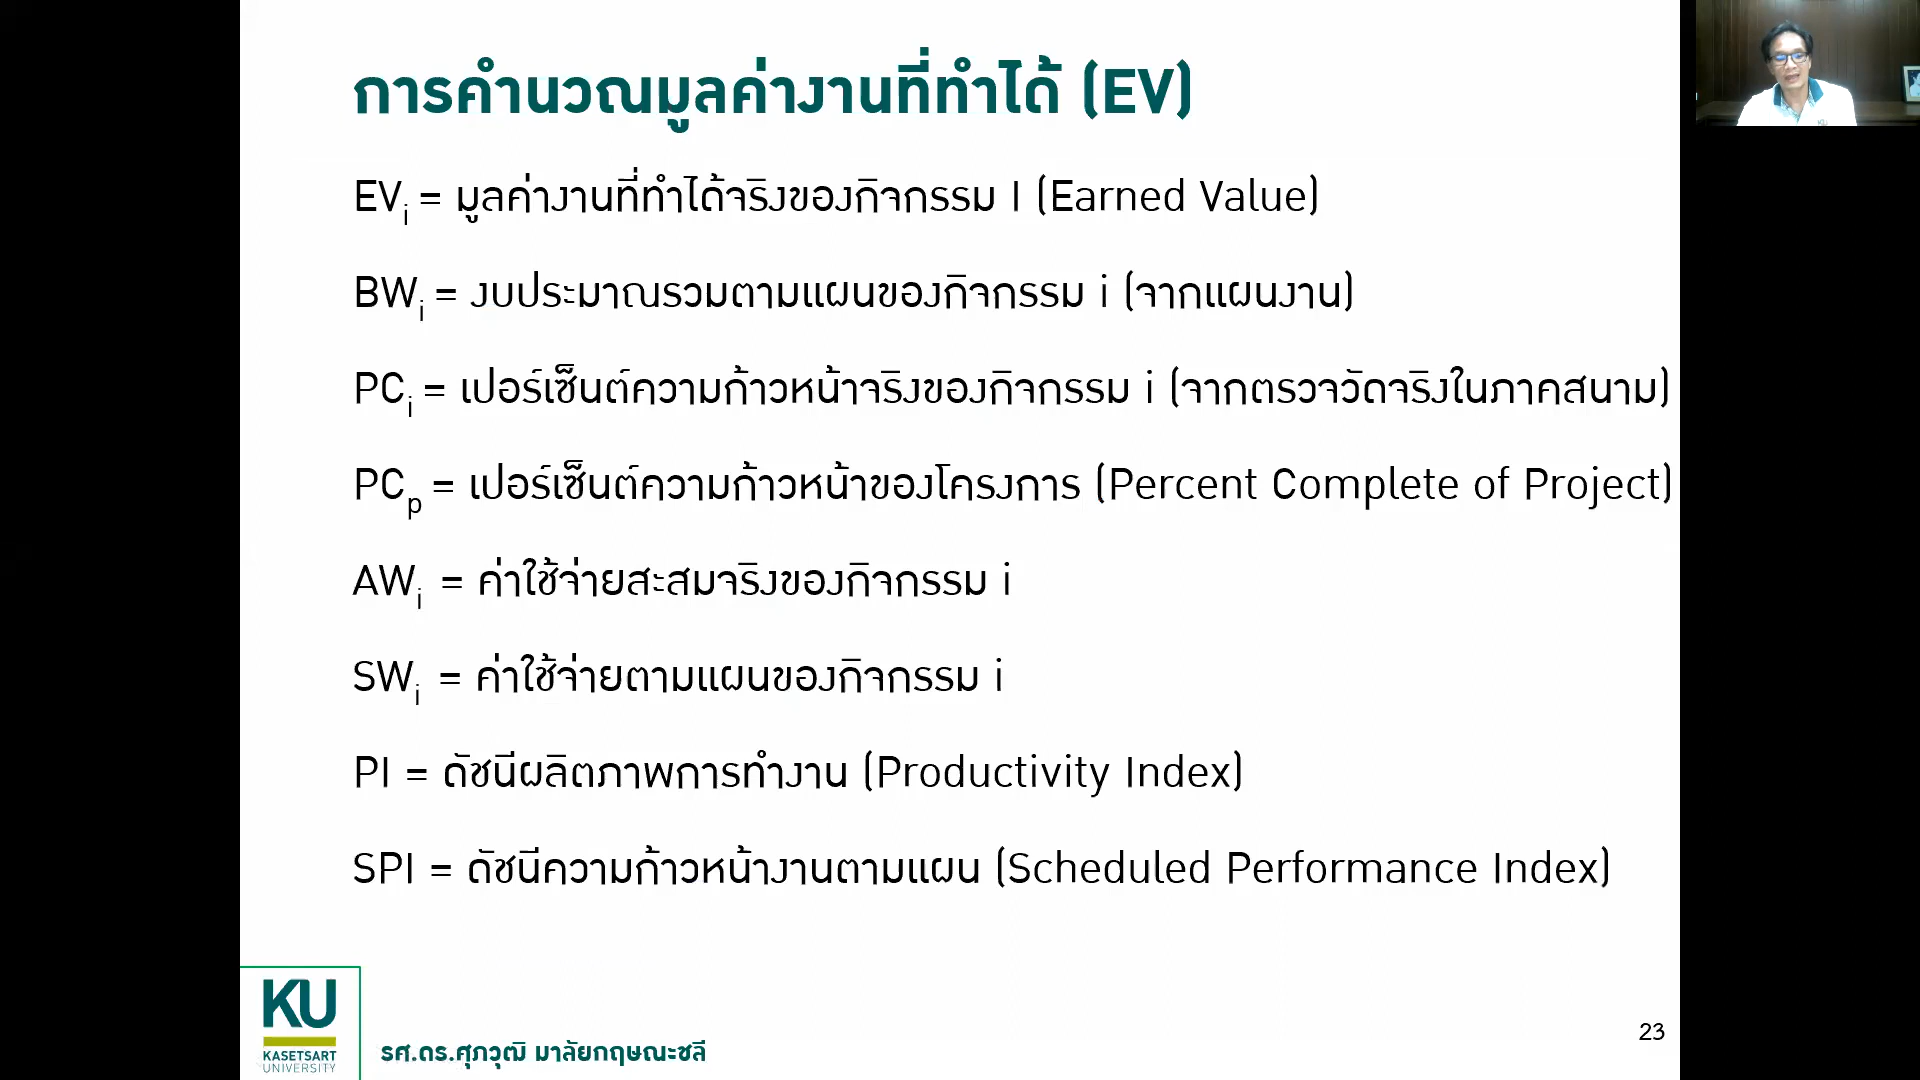 การคำนวณมูลค่างานที่ทำได้ (EV)
EVi = มูลค่างานที่ทำได้จริงของกิจกรรม I (Earned Value)
BWi = งบประมาณรวมตามแผนของกิจกรรม i (จากแผนงาน)
PCi = เปอร์เซ็นต์ความก้าวหน้าจริงของกิจกรรม i (จากตรวจวัดจริงในภาคสนาม)
PCp = เปอร์เซ็นต์ความก้าวหน้าของโครงการ (Percent Complete of Project)
AWi = ค่าใช้จ่ายสะสมจริงของกิจกรรม i
SWi = ค่าใช้จ่ายตามแผนของกิจกรรม i
PI = ดัชนีผลิตภาพการทำงาน (Productivity Index)
SPI = ดัชนีความก้าวหน้างานตามแผน (Scheduled Performance Index)
KU
KASETSART
UNIVERSITY
รศ.ดร.ศุภวุฒิ มาลัยกฤษณะชลี
23